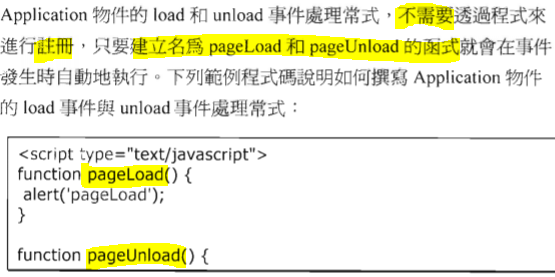 Application 物件的 load 和 unload 事件處理常式，不需要透過程式來
進行註冊，只要建立名為 pageLoad 和 pageUnload 的函式就會在事件
發生時自動地執行。下列範例程式碼說明如何撰寫 Application 物件
的 load 事件與 unload 事件處理常式：
<script type="text/javascript">
function pageLoad() {
alert('pageLoad');
}
function pageUnload() {